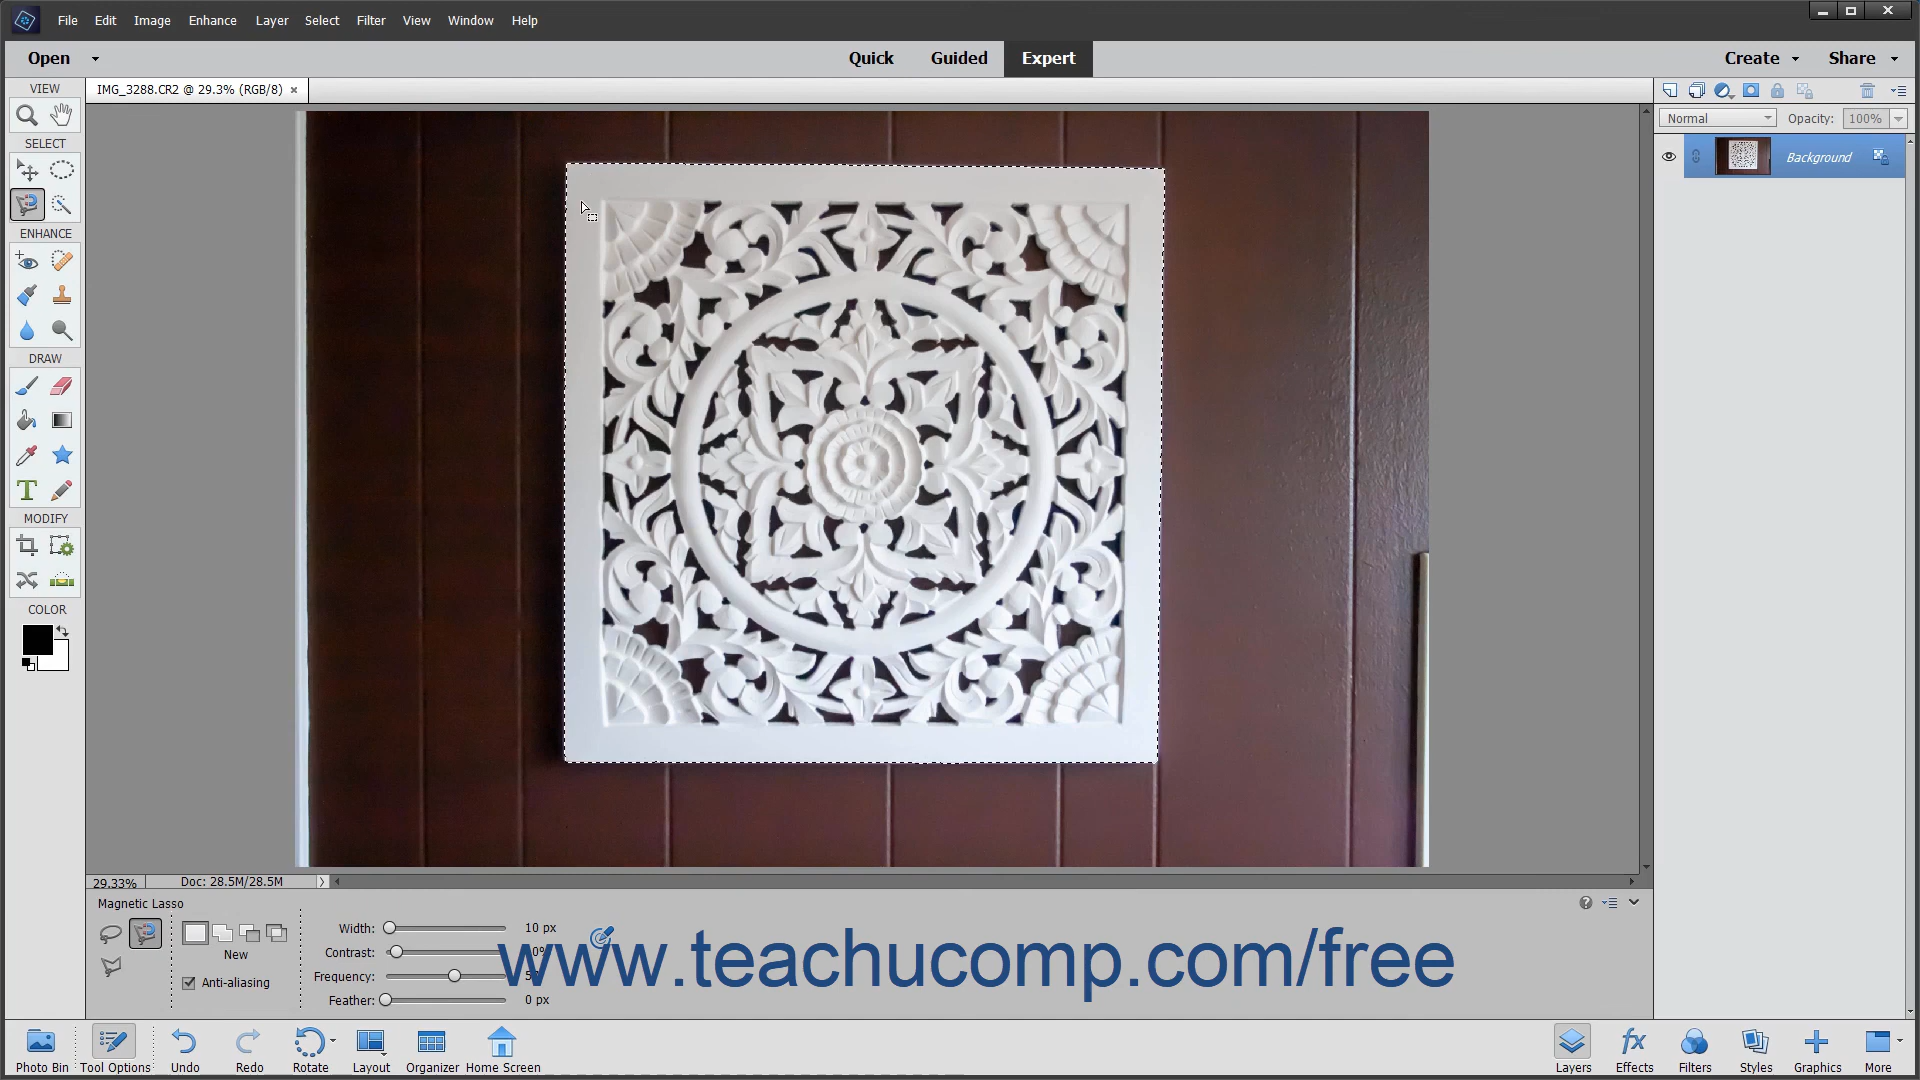 File Edit Image Enhance Layer Select Filter View Window Help
Open Quick Guided Expert Create Share
VIEW
IMG_3288.CR2 @ 29.3% (RGB/8) ×
Normal Opacity: 100%
SELECT
Background
ENHANCE
DRAW
MODIFY
COLOR
29.33% Doc: 28.5M/28.5M
Magnetic Lasso
Width: 10 px
Contrast:
New
Frequency:
Anti-aliasing
Feather: 0 px
www.teachucomp.com/free
Photo Bin Tool Options Undo Redo Rotate Layout Organizer Home Screen Layers Effects Filters Styles Graphics More